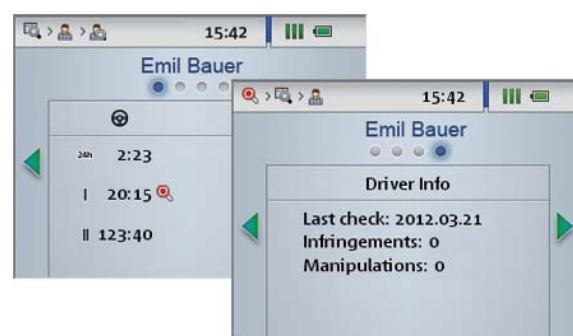 15:42
Emil Bauer
24h 2:23
I 20:15
II 123:40
15:42
Emil Bauer
Driver Info
Last check: 2012.03.21
Infringements: 0
Manipulations: 0